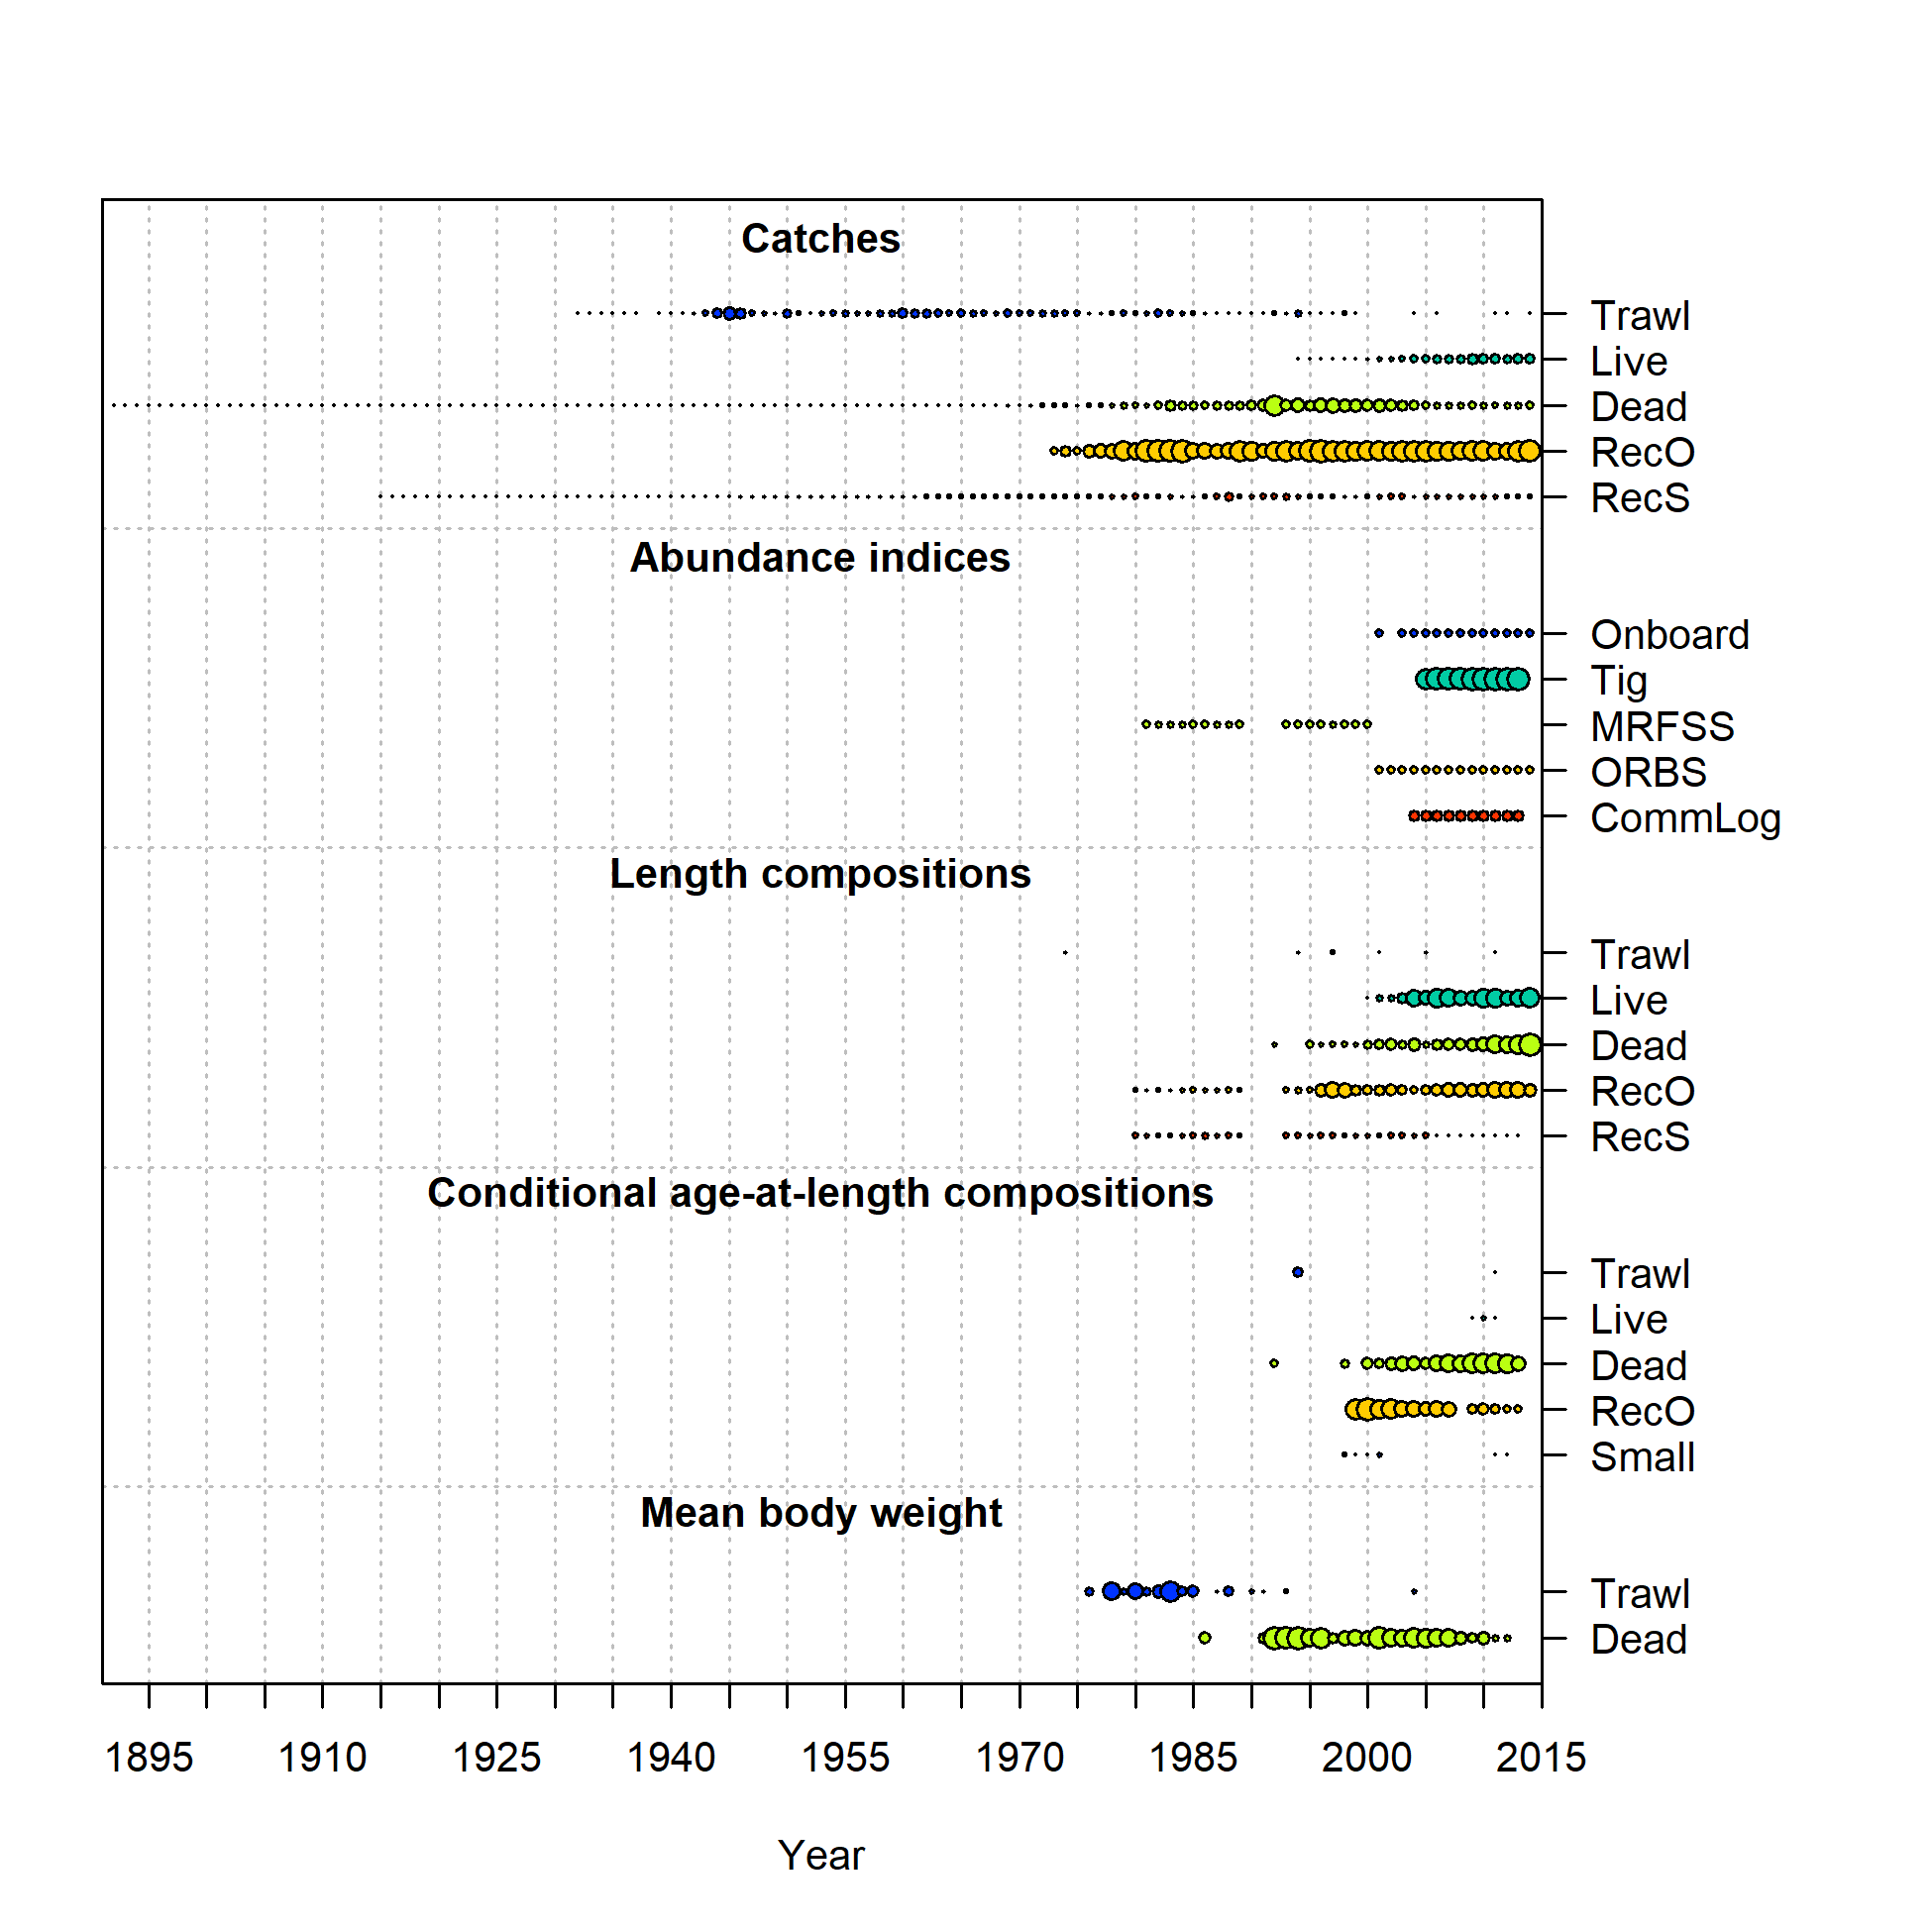 Catches
Trawl
Live
Dead
RecO
RecS
Abundance indices
Onboard
Tig
MRFSS
ORBS
CommLog
Length compositions
Trawl
Live
Dead
RecO
RecS
Conditional age-at-length compositions
Trawl
Live
Dead
RecO
Small
Mean body weight
Trawl
Dead
1895 1910 1925 1940 1955 1970 1985 2000 2015
Year